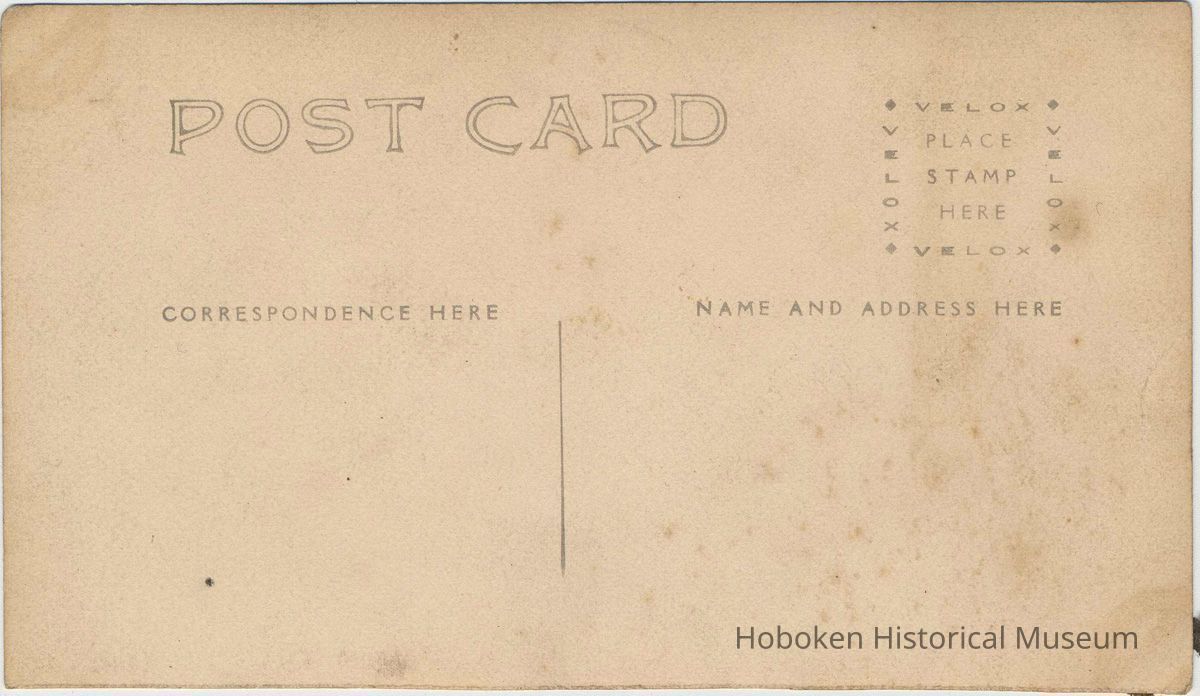 POST CARD
VELOX
VELOX
VELOX
PLACE
STAMP
HERE
VELOX
CORRESPONDENCE HERE
NAME AND ADDRESS HERE
Hoboken Historical Museum